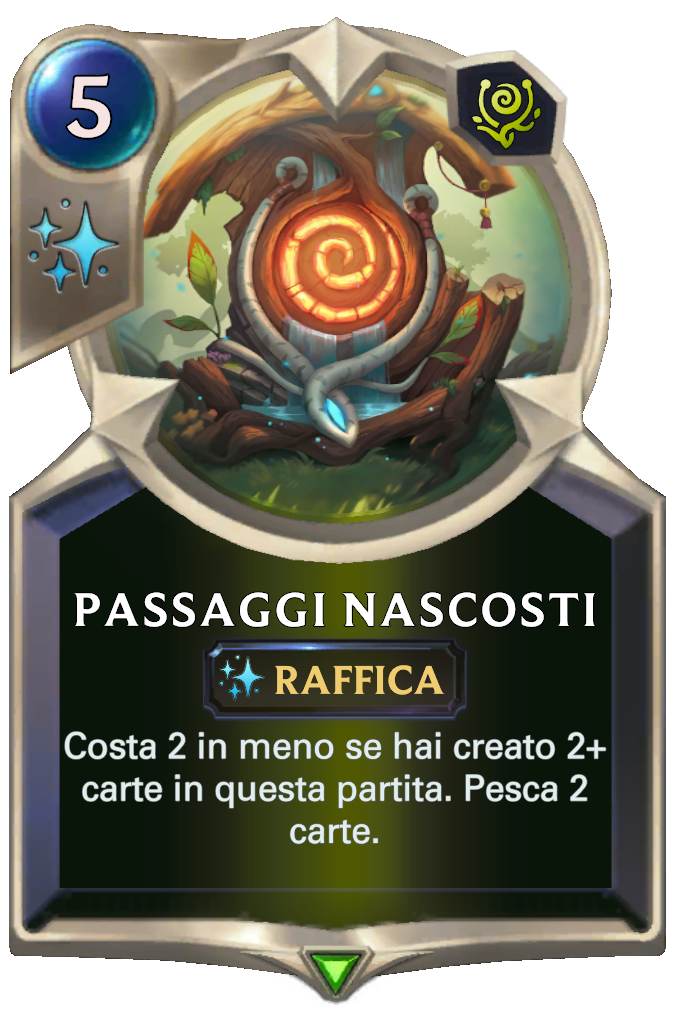 5
PASSAGGI NASCOSTI
RAFFICA
Costa 2 in meno se hai creato 2+
carte in questa partita. Pesca 2
carte.